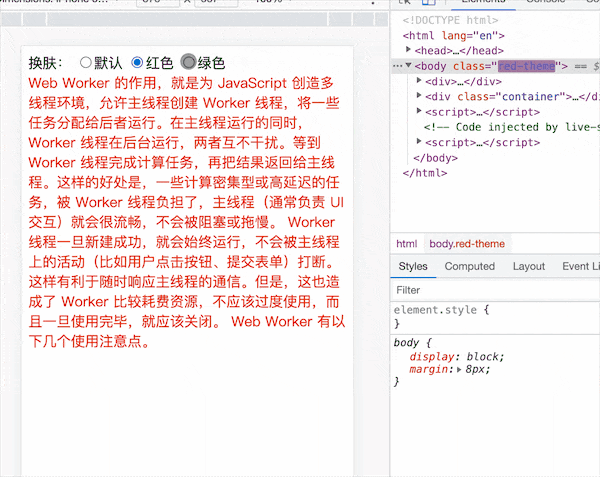 Elements
换肤： 默认 红色 绿色
Web Worker 的作用，就是为 JavaScript 创造多
线程环境，允许主线程创建 Worker 线程，将一些
任务分配给后者运行。在主线程运行的同时，
Worker 线程在后台运行，两者互不干扰。等到
Worker 线程完成计算任务，再把结果返回给主线
程。这样的好处是，一些计算密集型或高延迟的任
务，被 Worker 线程负担了，主线程（通常负责 UI
交互）就会很流畅，不会被阻塞或拖慢。 Worker
线程一旦新建成功，就会始终运行，不会被主线程
上的活动（比如用户点击按钮、提交表单）打断。
这样有利于随时响应主线程的通信。但是，这也造
成了 Worker 比较耗费资源，不应该过度使用，而
且一旦使用完毕，就应该关闭。 Web Worker 有以
下几个使用注意点。
<!DOCTYPE html>
<html lang="en">
<head>…</head>
<body class="red-theme"> == $
<div>…</div>
<div class="container">…</di
<script>…</script>
<!-- Code injected by live-s
<script>…</script>
</body>
</html>
html body.red-theme
Styles Computed Layout Event Li
Filter
element.style {
}
body {
display: block;
margin: 8px;
}